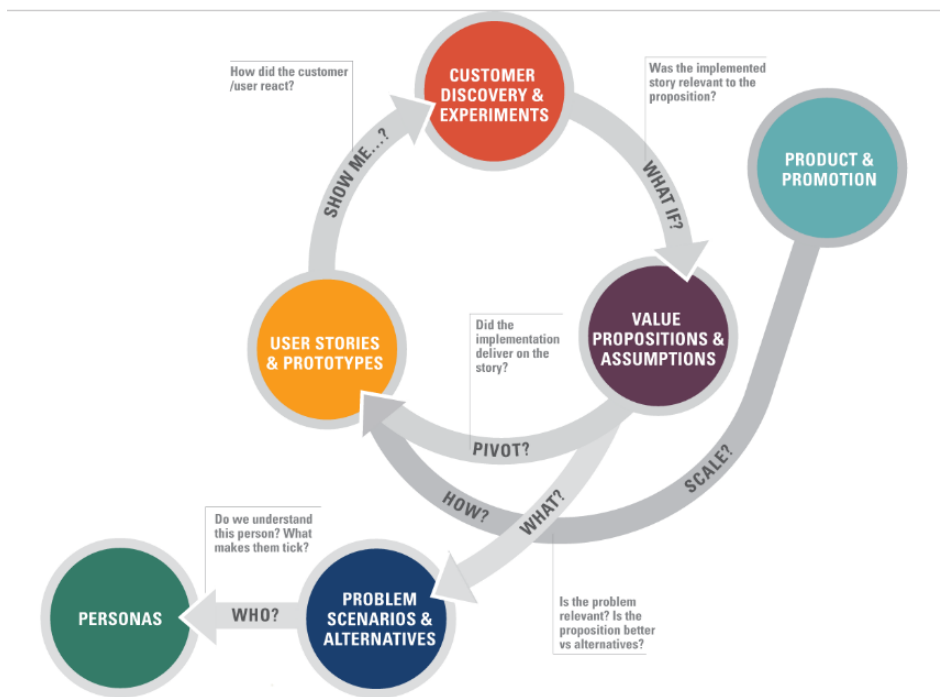 How did the customer
/user react?
CUSTOMER
DISCOVERY &
EXPERIMENTS
Was the implemented
story relevant to the
proposition?
PRODUCT &
PROMOTION
SHOW ME...?
WHAT IF?
USER STORIES
& PROTOTYPES
Did the
implementation
deliver on the
story?
VALUE
PROPOSITIONS &
ASSUMPTIONS
PIVOT?
HOW?
WHAT?
SCALE?
Do we understand
this person? What
makes them tick?
PERSONAS
WHO?
PROBLEM
SCENARIOS &
ALTERNATIVES
Is the problem
relevant? Is the
proposition better
vs alternatives?